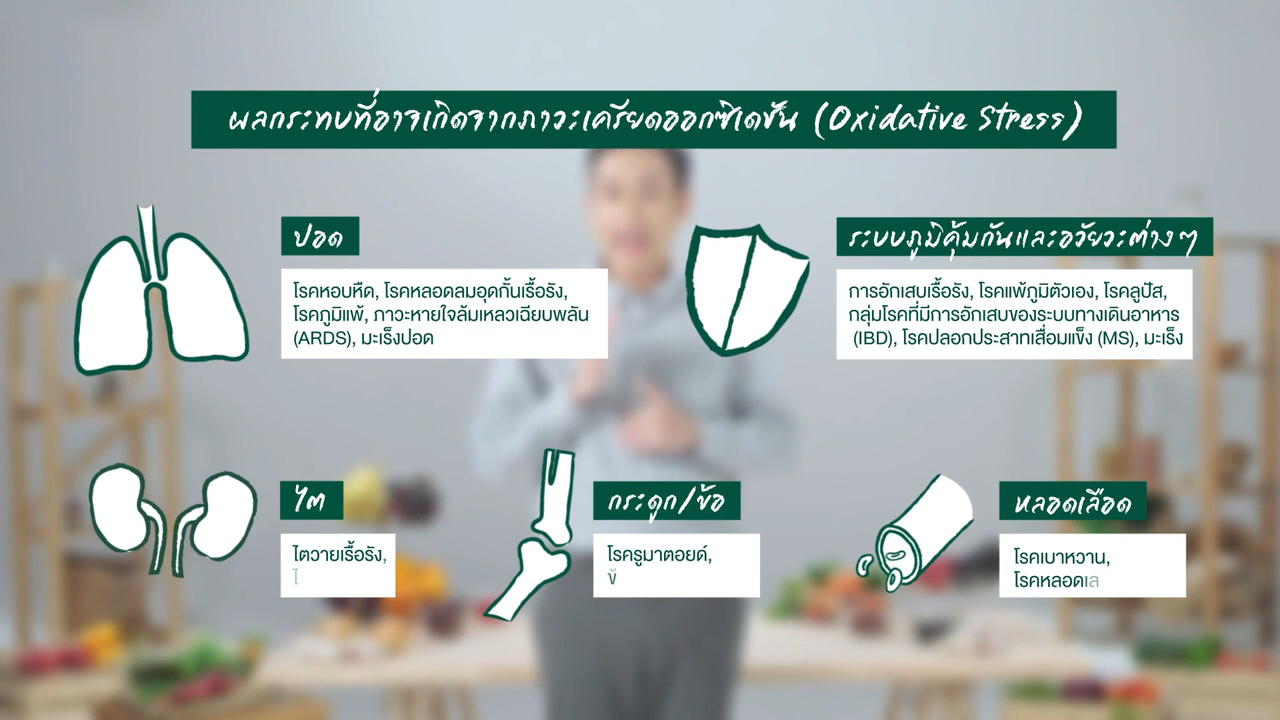 ผลกระทบที่อาจเกิดจากภาวะเครียดออกซิเดชัน (Oxidative Stress)
ปอด
โรคหอบหืด, โรคหลอดลมอุดกั้นเรื้อรัง,
โรคภูมิแพ้, ภาวะหายใจล้มเหลวเฉียบพลัน
(ARDS), มะเร็งปอด
ระบบภูมิคุ้มกันและอวัยวะต่างๆ
การอักเสบเรื้อรัง, โรคแพ้ภูมิตัวเอง, โรคลูปัส,
กลุ่มโรคที่มีการอักเสบของระบบทางเดินอาหาร
(IBD), โรคปลอกประสาทเสื่อมแข็ง (MS), มะเร็ง
ไต
ไตวายเรื้อรัง,
ไ
กระดูก/ข้อ
โรครูมาตอยด์,
ข้
หลอดเลือด
โรคเบาหวาน,
โรคหลอดเล